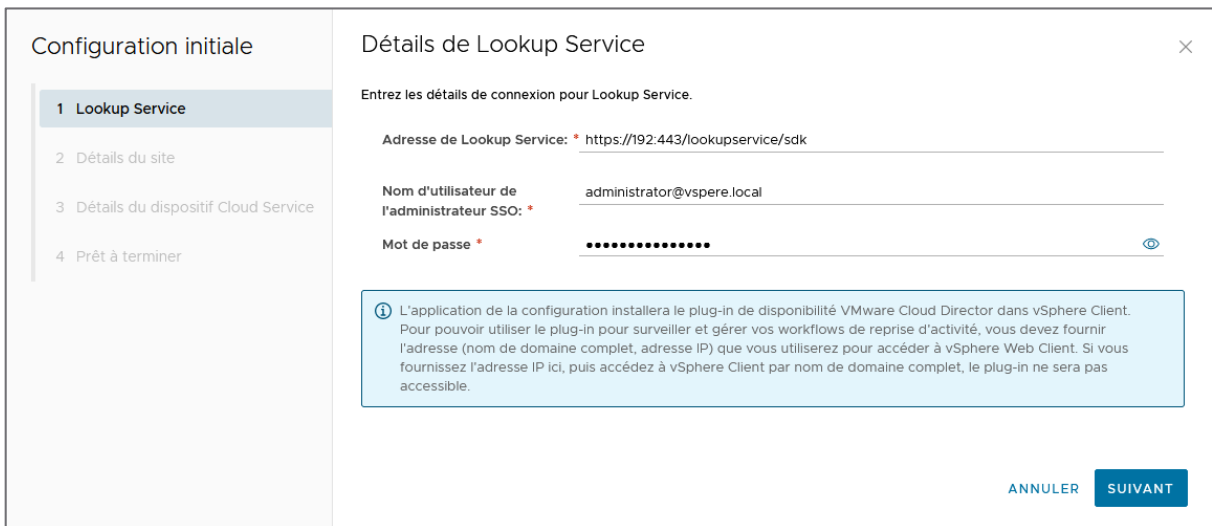 Configuration initiale
1 Lookup Service
2 Détails du site
3 Détails du dispositif Cloud Service
4 Prêt à terminer
Détails de Lookup Service
Entrez les détails de connexion pour Lookup Service.
Adresse de Lookup Service: * https://192:443/lookupservice/sdk
Nom d'utilisateur de
l'administrateur SSO: *
administrator@vspere.local
Mot de passe * •••••••••••••••
L'application de la configuration installera le plug-in de disponibilité VMware Cloud Director dans vSphere Client.
Pour pouvoir utiliser le plug-in pour surveiller et gérer vos workflows de reprise d'activité, vous devez fournir
l'adresse (nom de domaine complet, adresse IP) que vous utiliserez pour accéder à vSphere Web Client. Si vous
fournissez l'adresse IP ici, puis accédez à vSphere Client par nom de domaine complet, le plug-in ne sera pas
accessible.
ANNULER SUIVANT